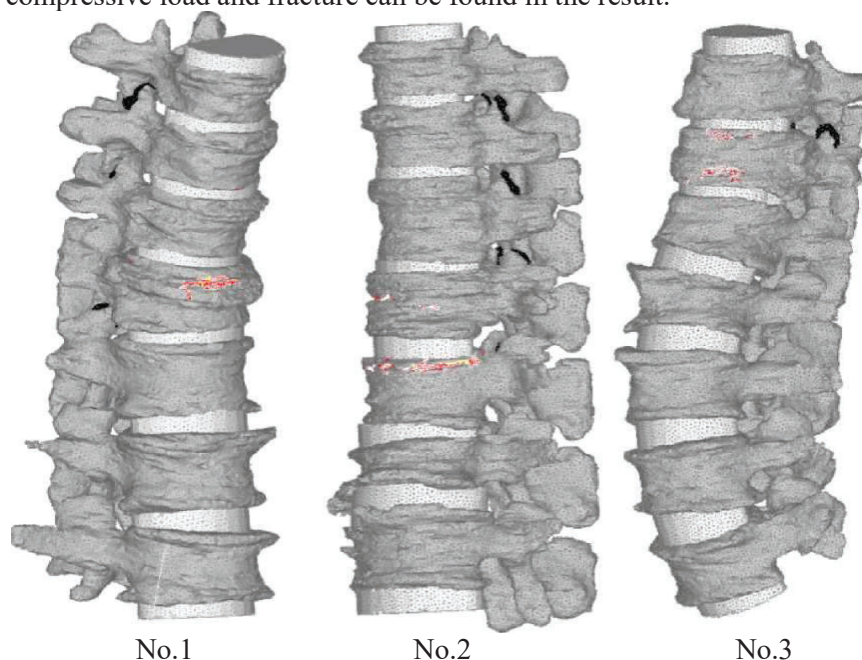 compressive load and fracture can be found in the result.
No.1
No.2
No.3